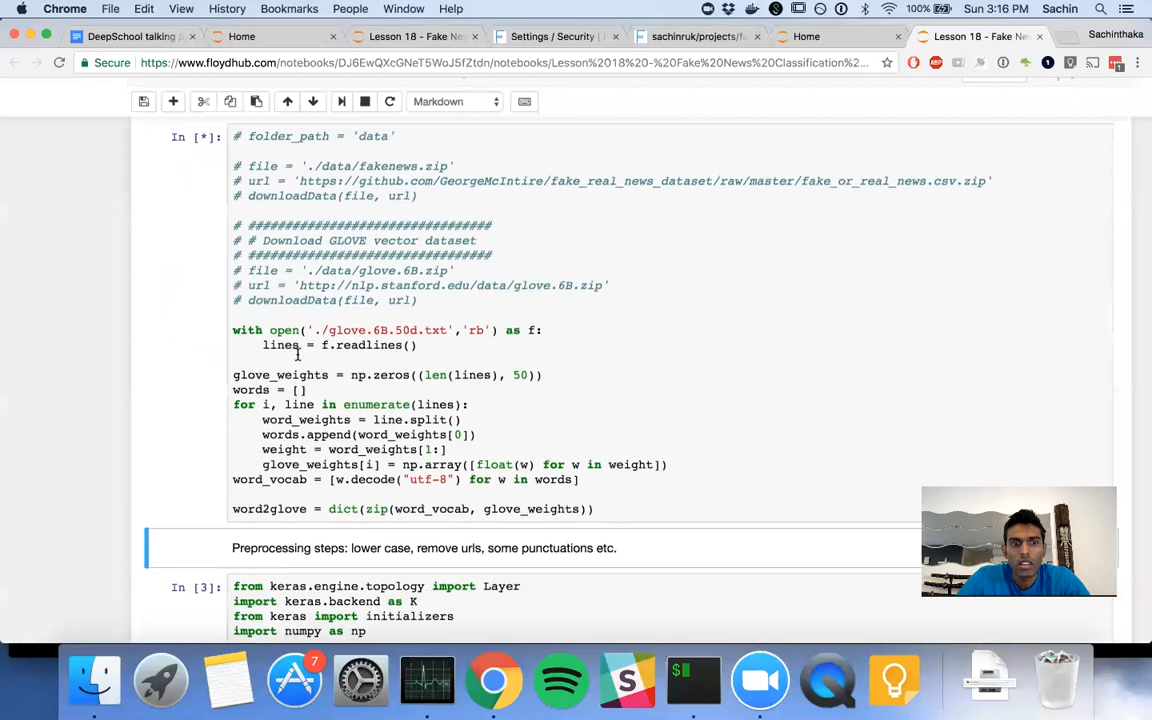 Chrome File Edit View History Bookmarks People Window Help 100% Sun 3:16 PM Sachin
DeepSchool talking p Home Lesson 18 - Fake Ne Settings / Security | F sachinruk/projects/fa Home Lesson 18 - Fake Ne Sachinthaka
Secure https://www.floydhub.com/notebooks/DJ6EwQXcGNeT5WoJ5fZtdn/notebooks/Lesson%2018%20-%20Fake%20News%20Classification%2...
Markdown
In [*]:
# folder_path = 'data'
# file = './data/fakenews.zip'
# url = 'https://github.com/GeorgeMcIntire/fake_real_news_dataset/raw/master/fake_or_real_news.csv.zip'
# downloadData(file, url)
# ###############################
# # Download GLOVE vector dataset
# ###############################
# file = './data/glove.6B.zip'
# url = 'http://nlp.stanford.edu/data/glove.6B.zip'
# downloadData(file, url)
with open('./glove.6B.50d.txt','rb') as f:
lines = f.readlines()
glove_weights = np.zeros((len(lines), 50))
words = []
for i, line in enumerate(lines):
word_weights = line.split()
words.append(word_weights[0])
weight = word_weights[1:]
glove_weights[i] = np.array([float(w) for w in weight])
word_vocab = [w.decode("utf-8") for w in words]
word2glove = dict(zip(word_vocab, glove_weights))
Preprocessing steps: lower case, remove urls, some punctuations etc.
In [3]:
from keras.engine.topology import Layer
import keras.backend as K
from keras import initializers
import numpy as np
7